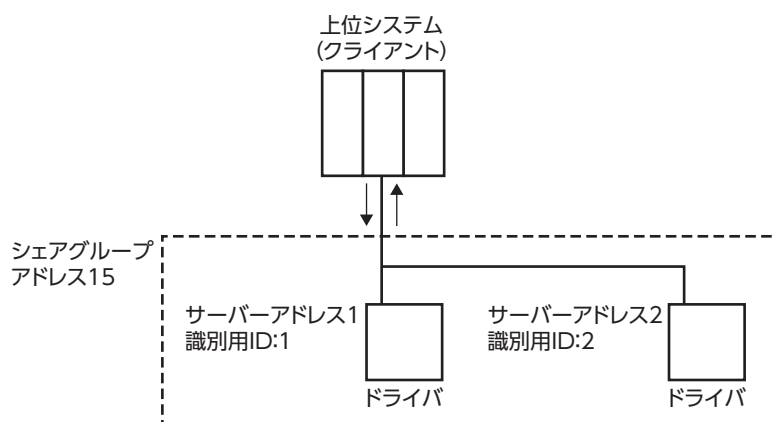 上位システム
(クライアント)
シェアグループ
アドレス15
サーバーアドレス1
識別用ID:1
サーバーアドレス2
識別用ID:2
ドライバ
ドライバ